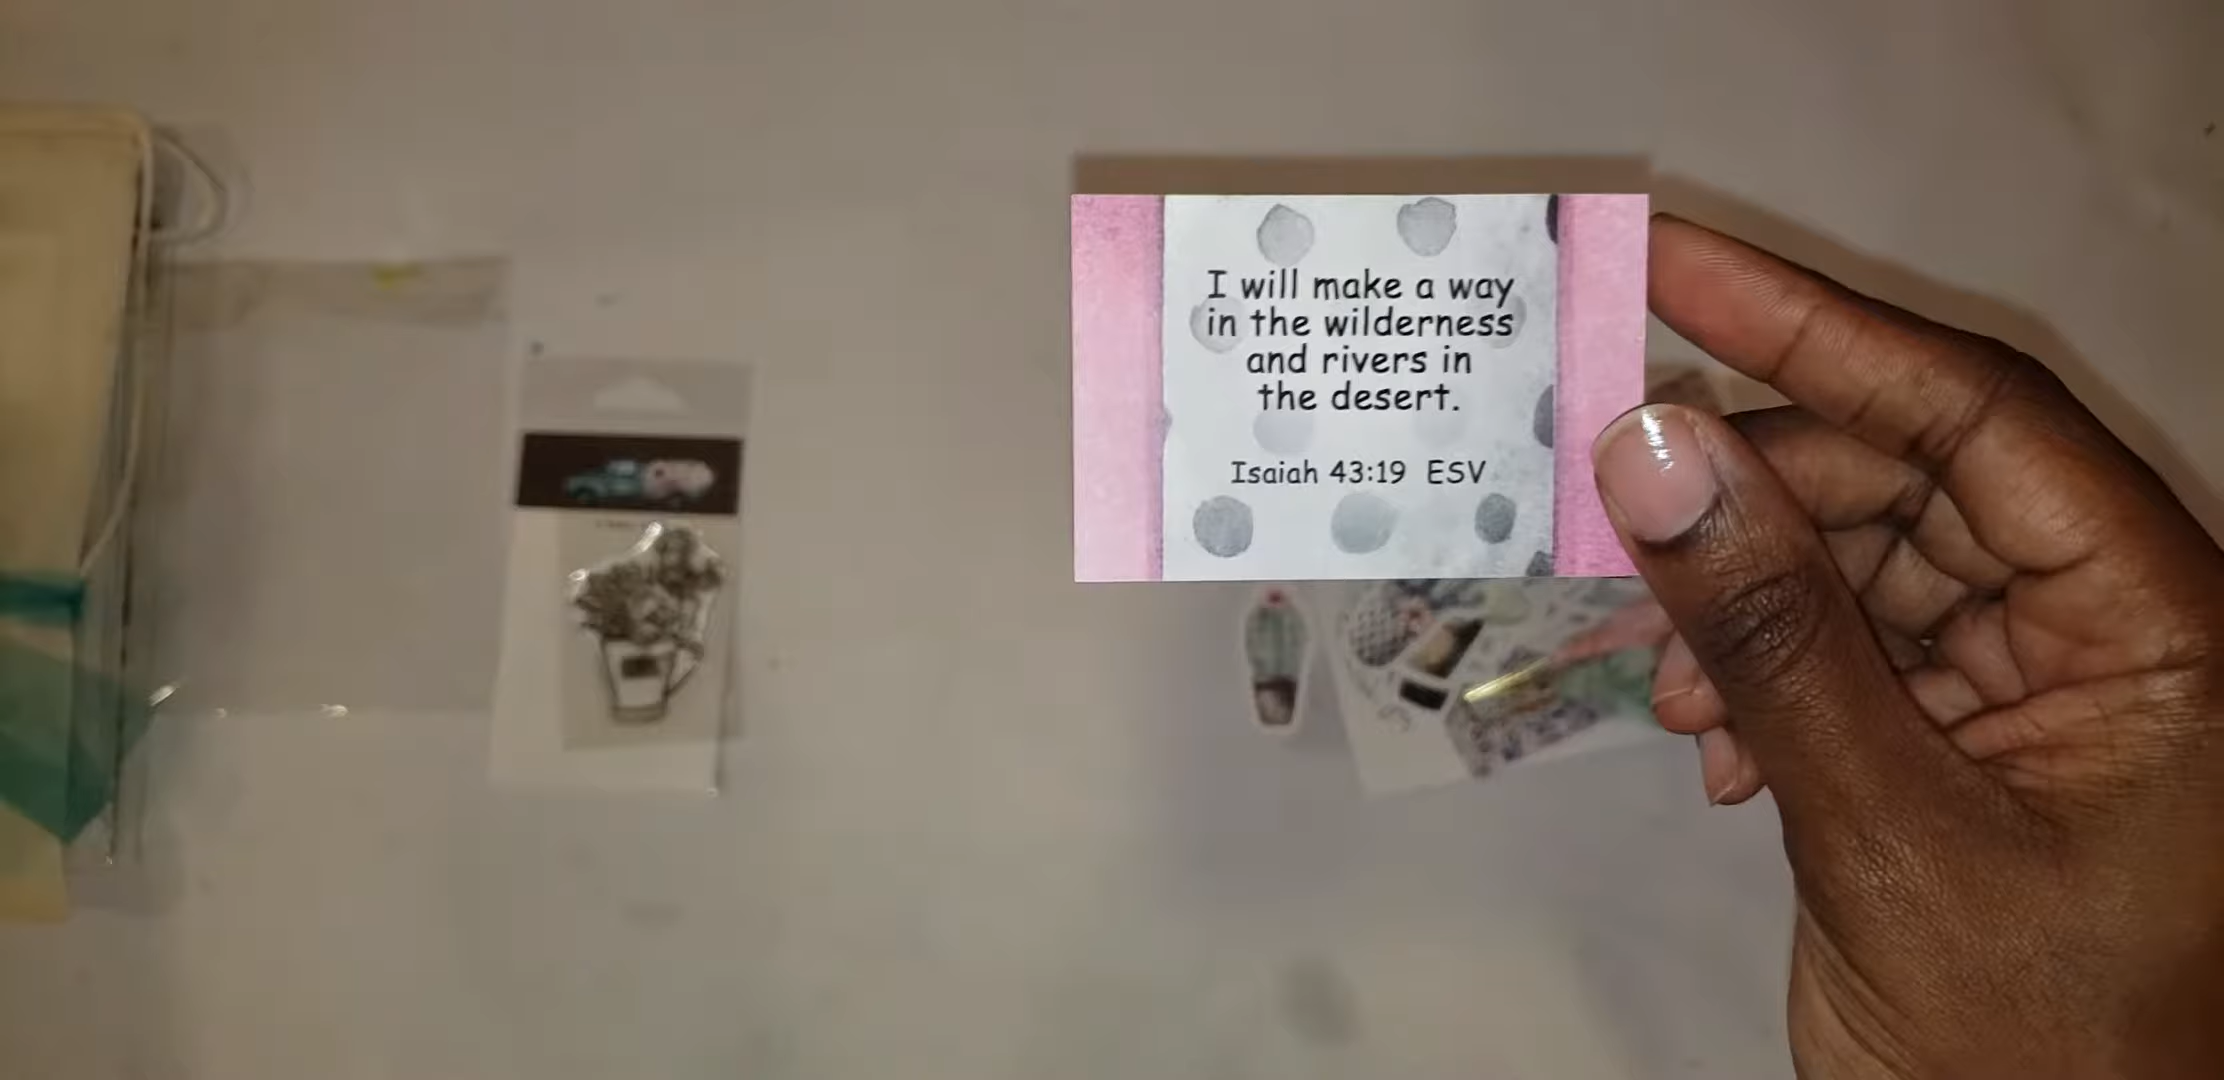 I will make a way
in the wilderness
and rivers in
the desert.
Isaiah 43:19 ESV